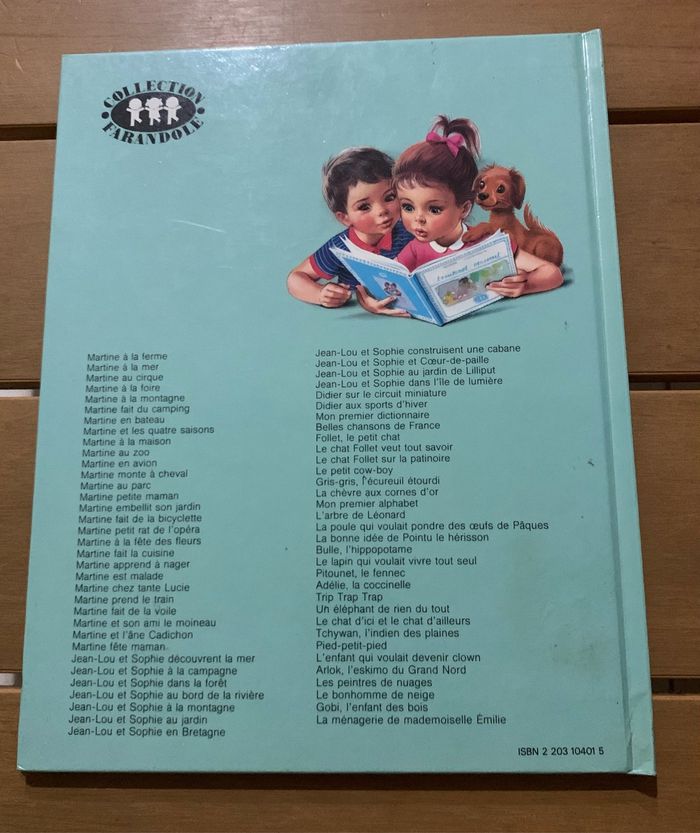 COLLECTION
FARANDOLE
Martine à la ferme
Martine à la mer
Martine au cirque
Martine à la foire
Martine à la montagne
Martine fait du camping
Martine en bateau
Martine et les quatre saisons
Martine à la maison
Martine au zoo
Martine en avion
Martine monte à cheval
Martine au parc
Martine petite maman
Martine embellit son jardin
Martine fait de la bicyclette
Martine petit rat de l'opéra
Martine à la fête des fleurs
Martine fait la cuisine
Martine apprend à nager
Martine est malade
Martine chez tante Lucie
Martine prend le train
Martine fait de la voile
Martine et son ami le moineau
Martine et l'âne Cadichon
Martine fête maman
Jean-Lou et Sophie découvrent la mer
Jean-Lou et Sophie à la campagne
Jean-Lou et Sophie dans la forêt
Jean-Lou et Sophie au bord de la rivière
Jean-Lou et Sophie à la montagne
Jean-Lou et Sophie au jardin
Jean-Lou et Sophie en Bretagne
Jean-Lou et Sophie construisent une cabane
Jean-Lou et Sophie et Cœur-de-paille
Jean-Lou et Sophie au jardin de Lilliput
Jean-Lou et Sophie dans l'île de lumière
Didier sur le circuit miniature
Didier aux sports d'hiver
Mon premier dictionnaire
Belles chansons de France
Follet, le petit chat
Le chat Follet veut tout savoir
Le chat Follet sur la patinoire
Le petit cow-boy
Gris-gris, l'écureuil étourdi
La chèvre aux cornes d'or
Mon premier alphabet
L'arbre de Léonard
La poule qui voulait pondre des œufs de Pâques
La bonne idée de Pointu le hérisson
Bulle, l'hippopotame
Le lapin qui voulait vivre tout seul
Pitounet, le fennec
Adélie, la coccinelle
Trip Trap Trap
Un éléphant de rien du tout
Le chat d'ici et le chat d'ailleurs
Tchywan, l'indien des plaines
Pied-petit-pied
L'enfant qui voulait devenir clown
Arlok, l'eskimo du Grand Nord
Les peintres de nuages
Le bonhomme de neige
Gobi, l'enfant des bois
La ménagerie de mademoiselle Émilie
ISBN 2 203 10401 5